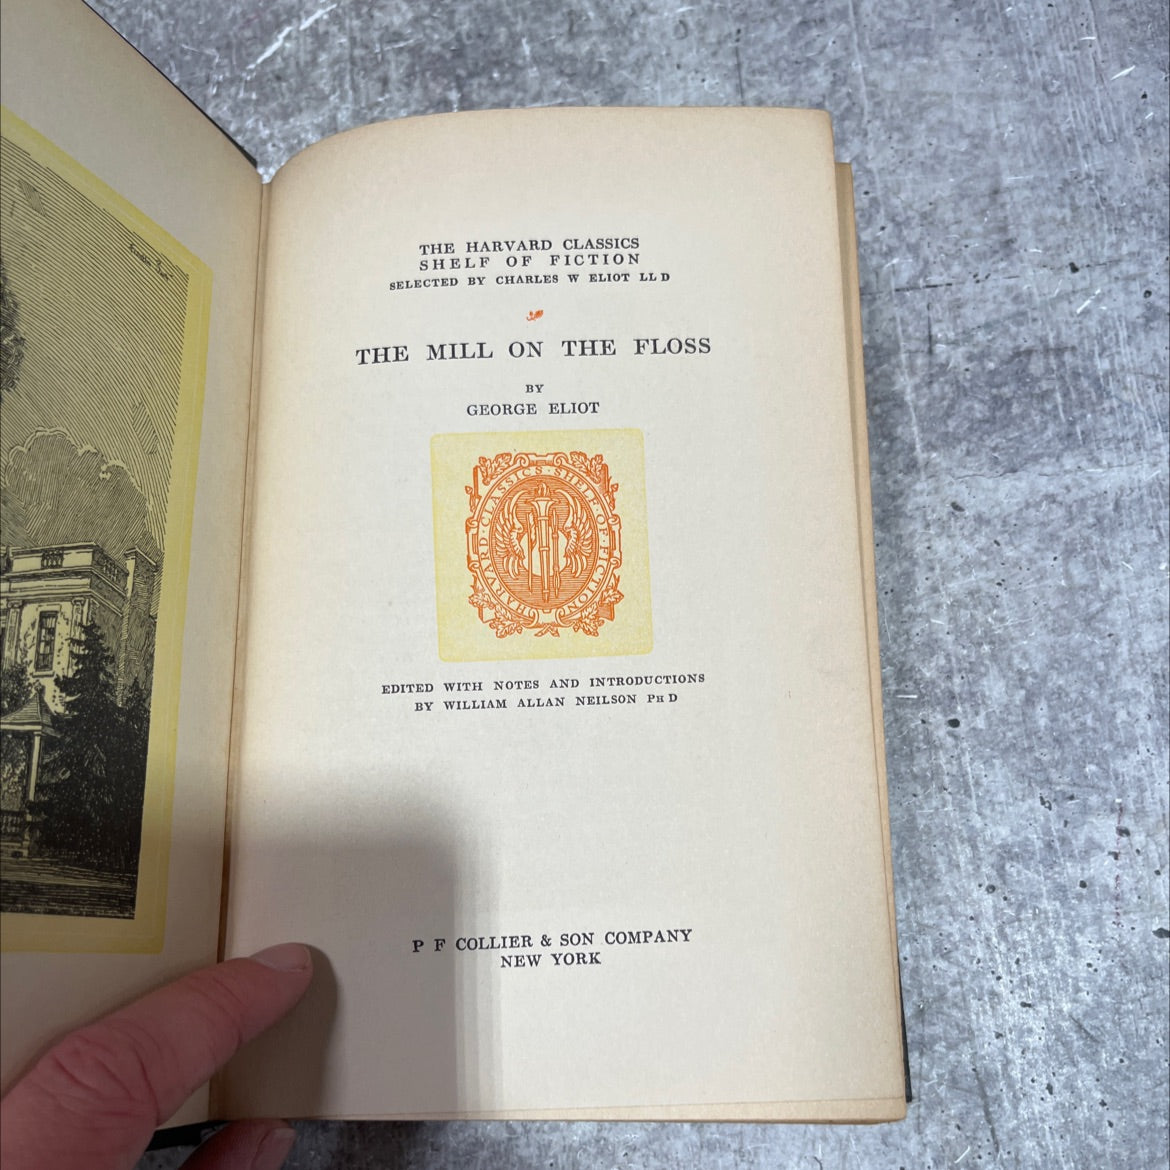 THE HARVARD CLASSICS
SHELF OF FICTION
SELECTED BY CHARLES W ELIOT LL D
THE MILL ON THE FLOSS
BY
GEORGE ELIOT
HARVARD · CLASSICS · SHELF · OF · FICTION
EDITED WITH NOTES AND INTRODUCTIONS
BY WILLIAM ALLAN NEILSON PH D
P F COLLIER & SON COMPANY
NEW YORK